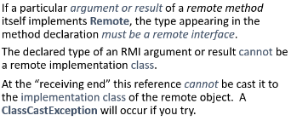 If a particular argument or result of a remote method
itself implements Remote, the type appearing in the
method declaration must be a remote interface.
The declared type of an RMI argument or result cannot be
a remote implementation class.
At the “receiving end” this reference cannot be cast it to
the implementation class of the remote object.  A
ClassCastException will occur if you try.